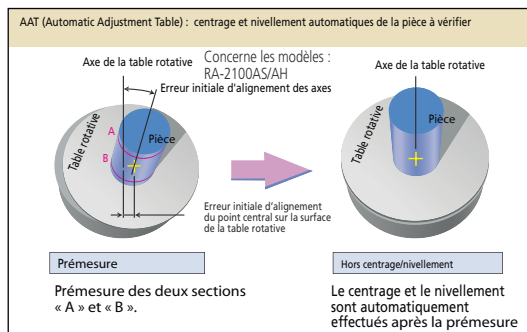 AAT (Automatic Adjustment Table) : centrage et nivellement automatiques de la pièce à vérifier
Axe de la table rotative
Concerne les modèles :
RA-2100AS/AH
Axe de la table rotative
Erreur initiale d'alignement des axes
A
Pièce
B
Table rotative
Pièce
Table rotative
Erreur initiale d'alignement
du point central sur la surface
de la table rotative
Prémesure
Hors centrage/nivellement
Prémesure des deux sections
« A » et « B ».
Le centrage et le nivellement
sont automatiquement
effectués après la prémesure